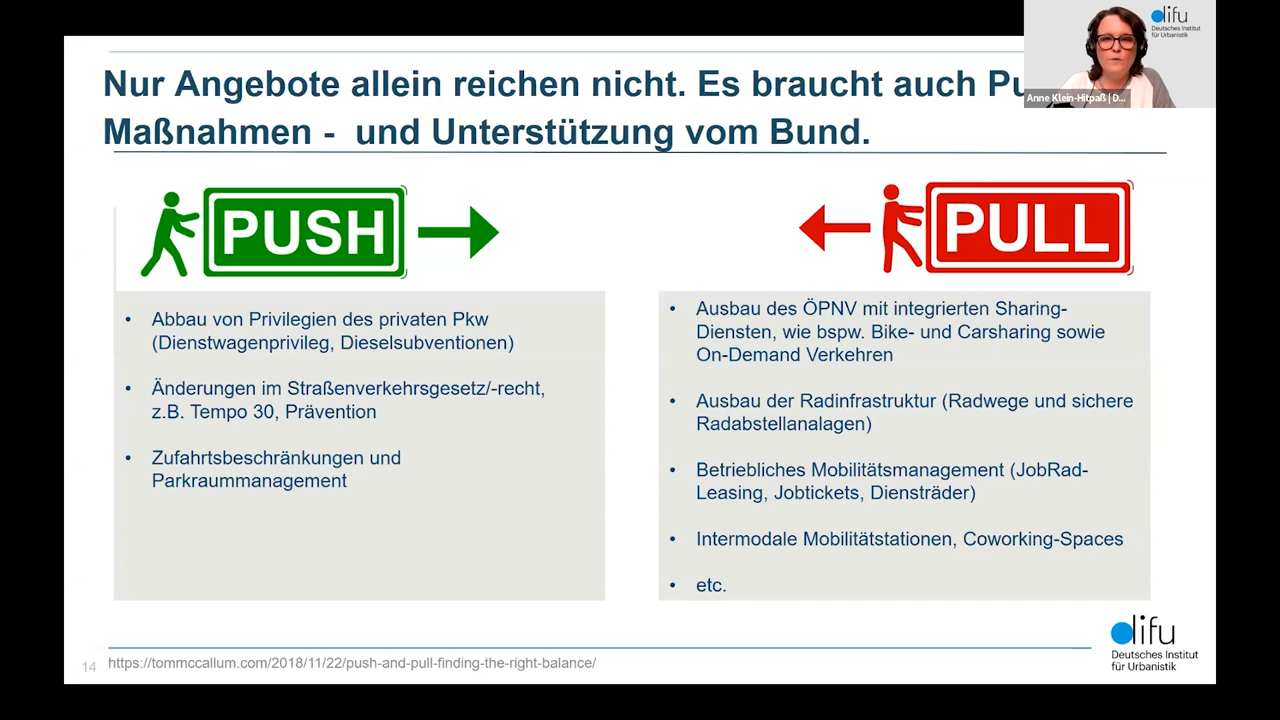 Nur Angebote allein reichen nicht. Es braucht auch
Maßnahmen - und Unterstützung vom Bund.
difu
Deutsches Institut
für Urbanistik
Anne Klein-Hitpaß | D...
PUSH
PULL
• Abbau von Privilegien des privaten Pkw
(Dienstwagenprivileg, Dieselsubventionen)
• Änderungen im Straßenverkehrsgesetz/-recht,
z.B. Tempo 30, Prävention
• Zufahrtsbeschränkungen und
Parkraummanagement
• Ausbau des ÖPNV mit integrierten Sharing-
Diensten, wie bspw. Bike- und Carsharing sowie
On-Demand Verkehren
• Ausbau der Radinfrastruktur (Radwege und sichere
Radabstellanalagen)
• Betriebliches Mobilitätsmanagement (JobRad-
Leasing, Jobtickets, Diensträder)
• Intermodale Mobilitätstationen, Coworking-Spaces
• etc.
14
https://tommccallum.com/2018/11/22/push-and-pull-finding-the-right-balance/
difu
Deutsches Institut
für Urbanistik